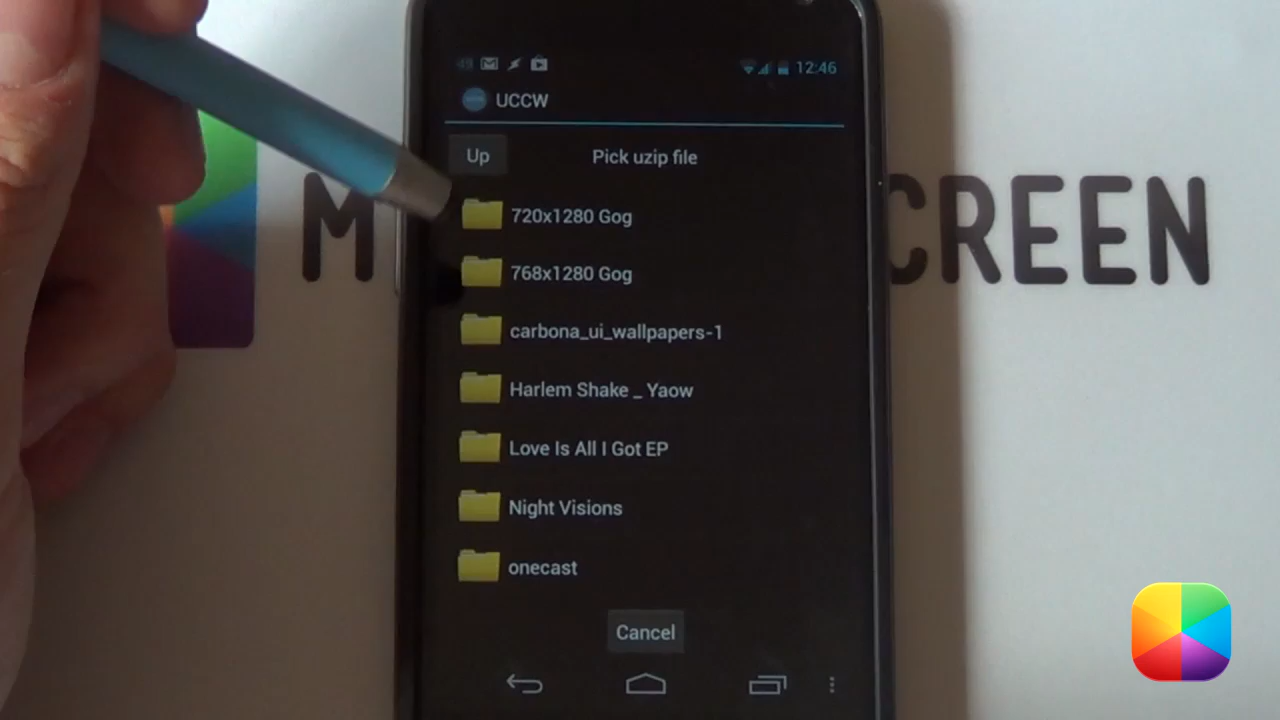 49
12:46
UCCW
Up
Pick uzip file
720x1280 Gog
768x1280 Gog
carbona_ui_wallpapers-1
Harlem Shake _ Yaow
Love Is All I Got EP
Night Visions
onecast
Cancel
M CREEN